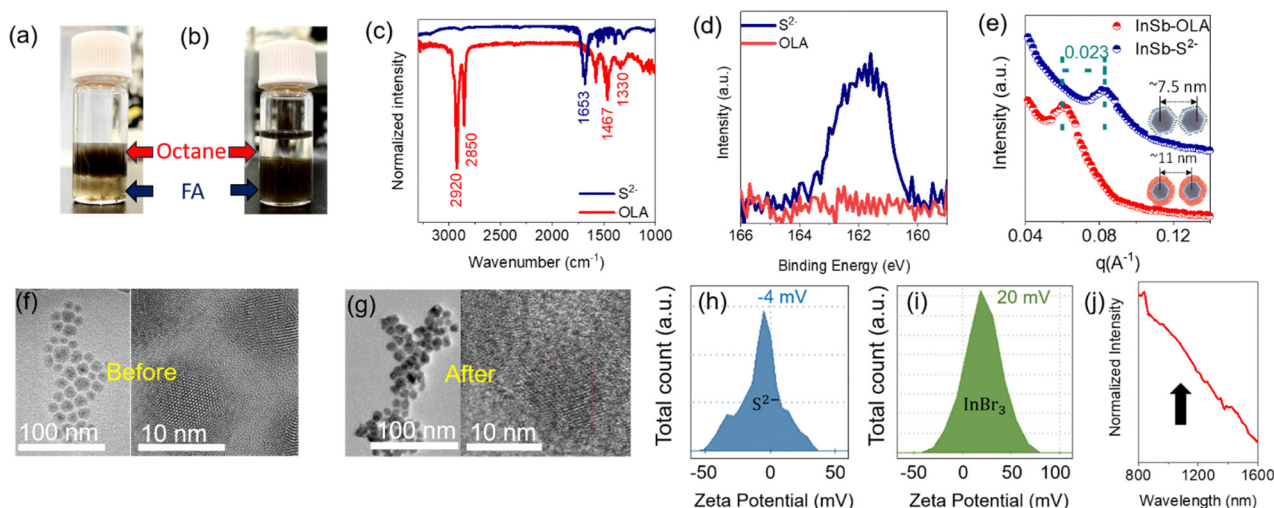 (a)
(b)
Octane
FA
(c)
Normalized intensity
2920
2850
1653
1467
1330
S²⁻
OLA
3000
2500
2000
1500
1000
Wavenumber (cm⁻¹)
(d)
Intensity (a.u.)
S²⁻
OLA
166
164
162
160
Binding Energy (eV)
(e)
InSb-OLA
InSb-S²⁻
0.023
~7.5 nm
~11 nm
Intensity (a.u.)
0.04
0.08
0.12
q(A⁻¹)
(f)
Before
100 nm
10 nm
(g)
After
100 nm
10 nm
(h)
-4 mV
S²⁻
Total count (a.u.)
-50
0
50
Zeta Potential (mV)
(i)
20 mV
InBr₃
Total count (a.u.)
-50
0
50
100
Zeta Potential (mV)
(j)
Normalized Intensity
800
1200
1600
Wavelength (nm)